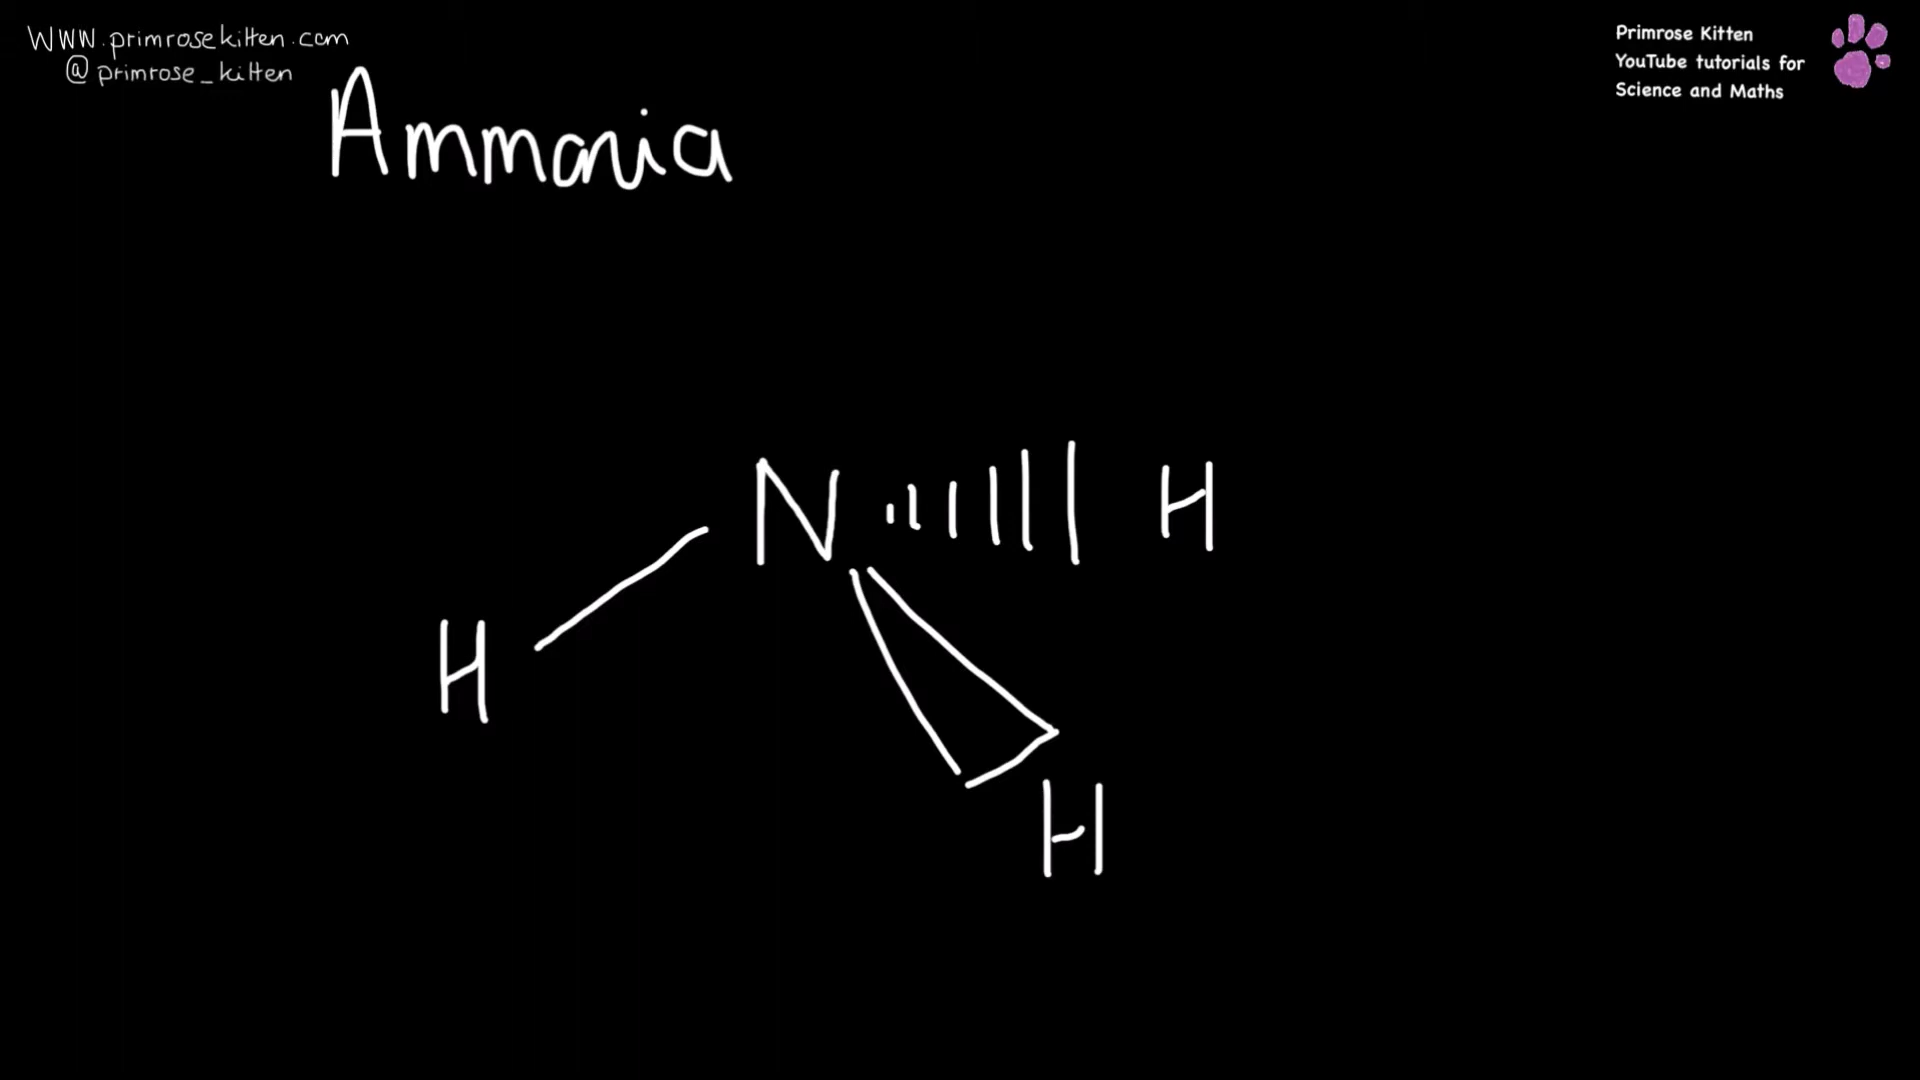 www.primrosekitten.com
@primrose_kitten
Primrose Kitten
YouTube tutorials for
Science and Maths
Ammonia
N H
H
H